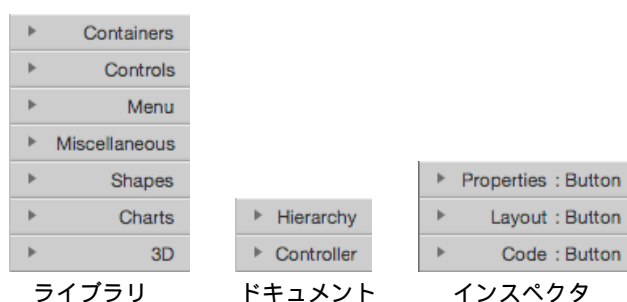 Containers
Controls
Menu
Miscellaneous
Shapes
Charts
3D
ライブラリ
Hierarchy
Controller
ドキュメント
Properties : Button
Layout : Button
Code : Button
インスペクタ